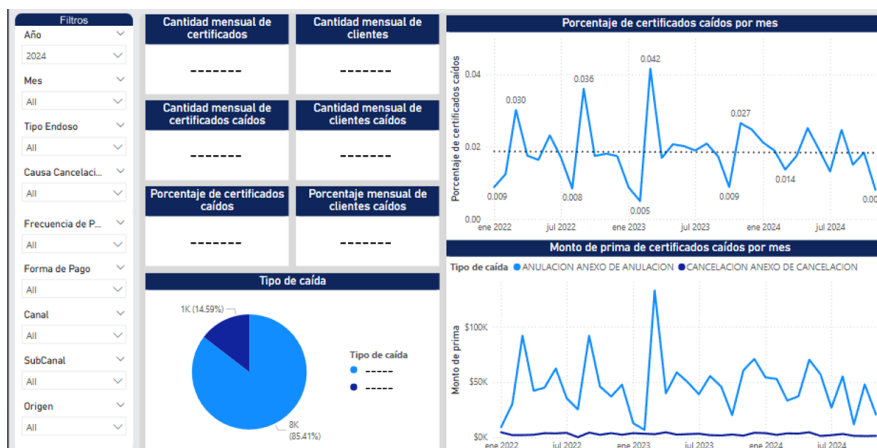 Filtros
Año
2024
Mes
All
Tipo Endoso
All
Causa Cancelaci...
All
Frecuencia de P...
All
Forma de Pago
All
Canal
All
SubCanal
All
Origen
All
Cantidad mensual de
certificados
-------
Cantidad mensual de
clientes
-------
Cantidad mensual de
certificados caídos
-------
Cantidad mensual de
clientes caídos
-------
Porcentaje de certificados
caídos
-------
Porcentaje mensual de
clientes caídos
-------
Tipo de caída
1K (14.59%)
8K
(85.41%)
Tipo de caída
-----
-----
Porcentaje de certificados caídos por mes
Porcentaje de certificados caídos
0.04
0.02
0.00
0.009
0.030
0.008
0.036
0.005
0.042
0.009
0.027
0.014
0.00
ene 2022
jul 2022
ene 2023
jul 2023
ene 2024
jul 2024
Monto de prima de certificados caídos por mes
Tipo de caída ANULACION ANEXO DE ANULACION CANCELACION ANEXO DE CANCELACION
Monto de prima
$100K
$50K
$0K
ene 2022
jul 2022
ene 2023
jul 2023
ene 2024
jul 2024